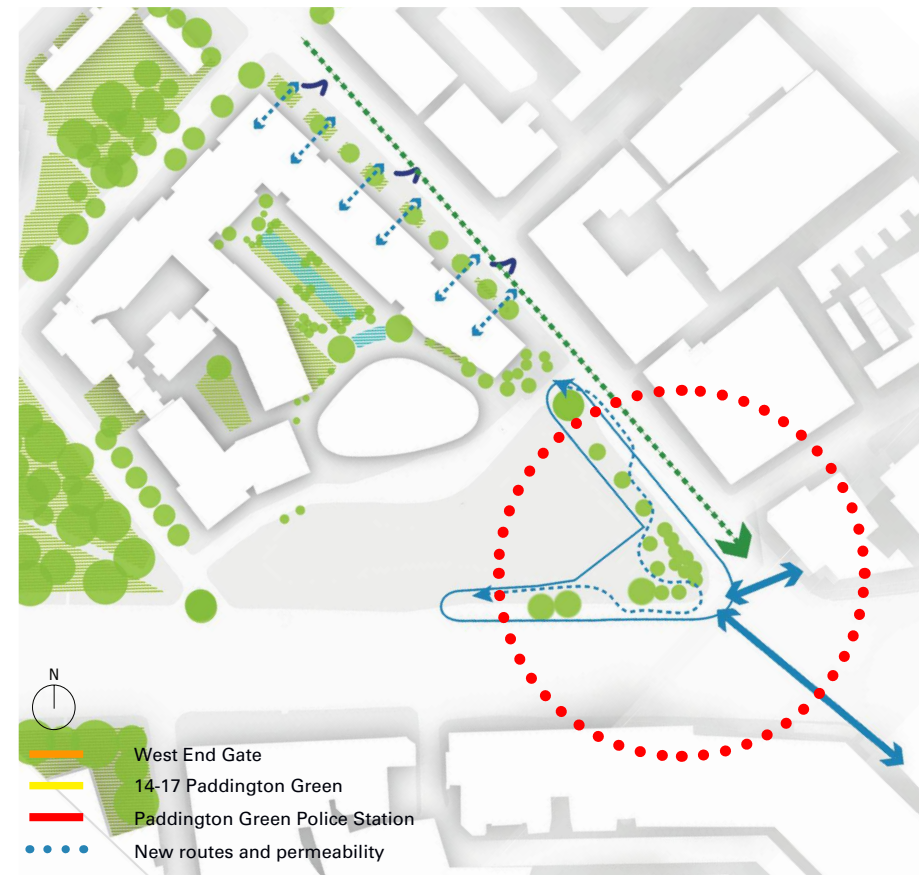 N
West End Gate
14-17 Paddington Green
Paddington Green Police Station
New routes and permeability